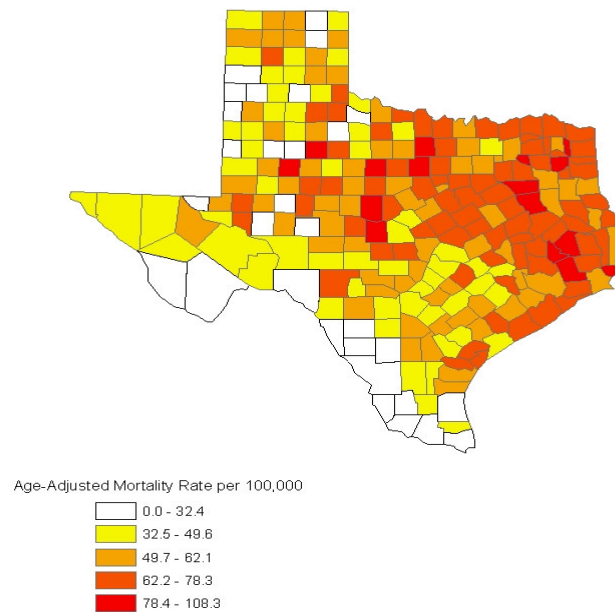 Age-Adjusted Mortality Rate per 100,000
0.0 - 32.4
32.5 - 49.6
49.7 - 62.1
62.2 - 78.3
78.4 - 108.3